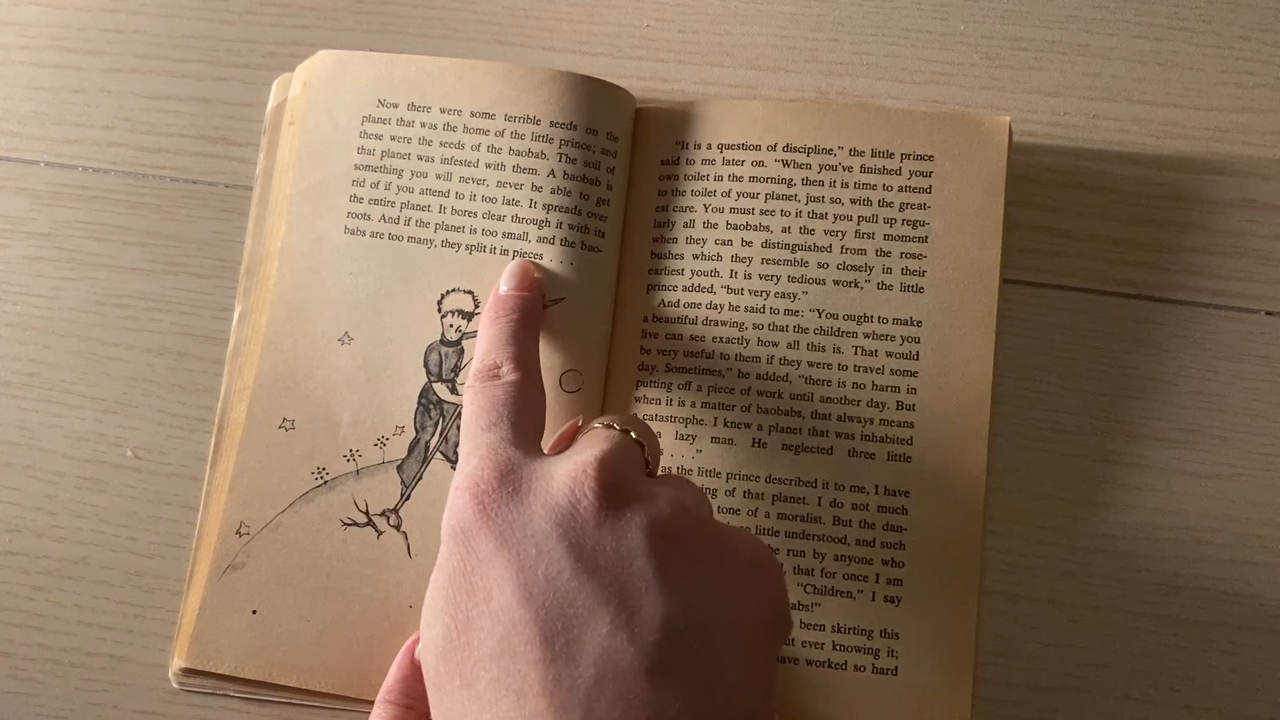 Now there were some terrible seeds on the
planet that was the home of the little prince; and
these were the seeds of the baobab. The soil of
that planet was infested with them. A baobab is
something you will never, never be able to get
rid of if you attend to it too late. It spreads over
the entire planet. It bores clear through it with its
roots. And if the planet is too small, and the bao-
babs are too many, they split it in pieces . . .
"It is a question of discipline," the little prince
said to me later on. "When you've finished your
own toilet in the morning, then it is time to attend
to the toilet of your planet, just so, with the great-
est care. You must see to it that you pull up regu-
larly all the baobabs, at the very first moment
when they can be distinguished from the rose-
bushes which they resemble so closely in their
earliest youth. It is very tedious work," the little
prince added, "but very easy."
And one day he said to me: "You ought to make
a beautiful drawing, so that the children where you
live can see exactly how all this is. That would
be very useful to them if they were to travel some
day. Sometimes," he added, "there is no harm in
putting off a piece of work until another day. But
when it is a matter of baobabs, that always means
a catastrophe. I knew a planet that was inhabited
a lazy man. He neglected three little
s . . ."
as the little prince described it to me, I have
ing of that planet. I do not much
tone of a moralist. But the dan-
so little understood, and such
be run by anyone who
, that for once I am
"Children," I say
abs!"
been skirting this
ut ever knowing it;
have worked so hard